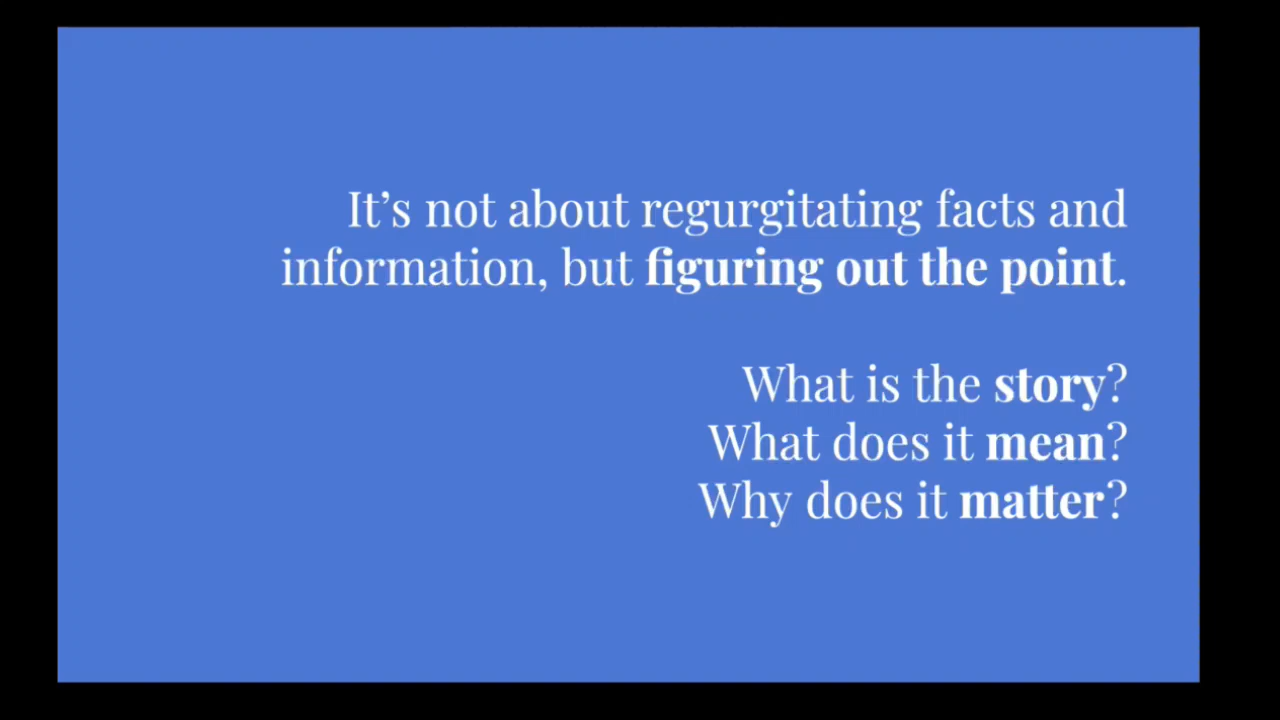 It’s not about regurgitating facts and
information, but figuring out the point.
What is the story?
What does it mean?
Why does it matter?